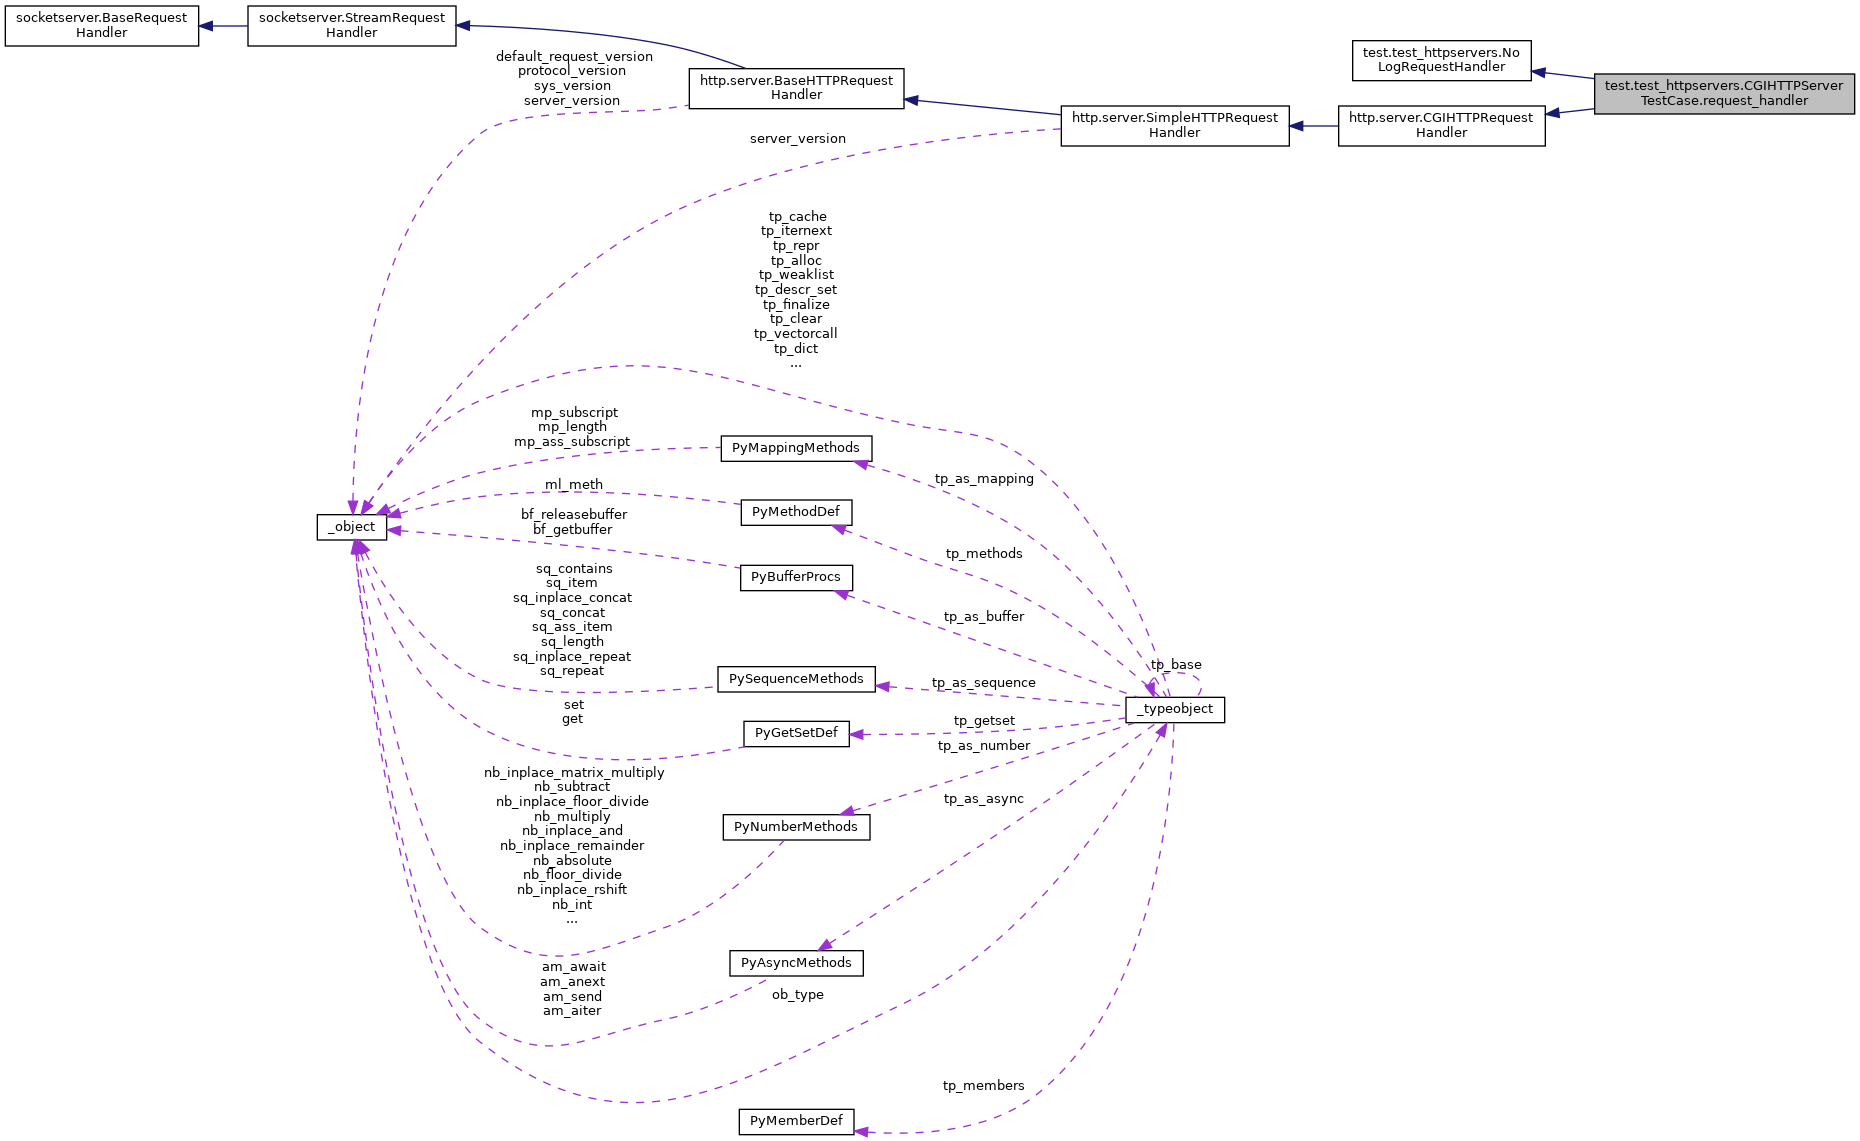 socketserver.BaseRequest
Handler
socketserver.StreamRequest
Handler
default_request_version
protocol_version
sys_version
server_version
http.server.BaseHTTPRequest
Handler
test.test_httpservers.No
LogRequestHandler
test.test_httpservers.CGIHTTPServer
TestCase.request_handler
http.server.SimpleHTTPRequest
Handler
http.server.CGIHTTPRequest
Handler
server_version
tp_cache
tp_iternext
tp_repr
tp_alloc
tp_weaklist
tp_descr_set
tp_finalize
tp_clear
tp_vectorcall
tp_dict
...
mp_subscript
mp_length
mp_ass_subscript
PyMappingMethods
tp_as_mapping
ml_meth
PyMethodDef
_object
bf_releasebuffer
bf_getbuffer
tp_methods
PyBufferProcs
sq_contains
sq_item
sq_inplace_concat
sq_concat
sq_ass_item
sq_length
sq_inplace_repeat
sq_repeat
tp_as_buffer
tp_base
PySequenceMethods
tp_as_sequence
_typeobject
set
get
PyGetSetDef
tp_getset
tp_as_number
nb_inplace_matrix_multiply
nb_subtract
nb_inplace_floor_divide
nb_multiply
nb_inplace_and
nb_inplace_remainder
nb_absolute
nb_floor_divide
nb_inplace_rshift
nb_int
...
PyNumberMethods
tp_as_async
am_await
am_anext
am_send
am_aiter
PyAsyncMethods
ob_type
tp_members
PyMemberDef